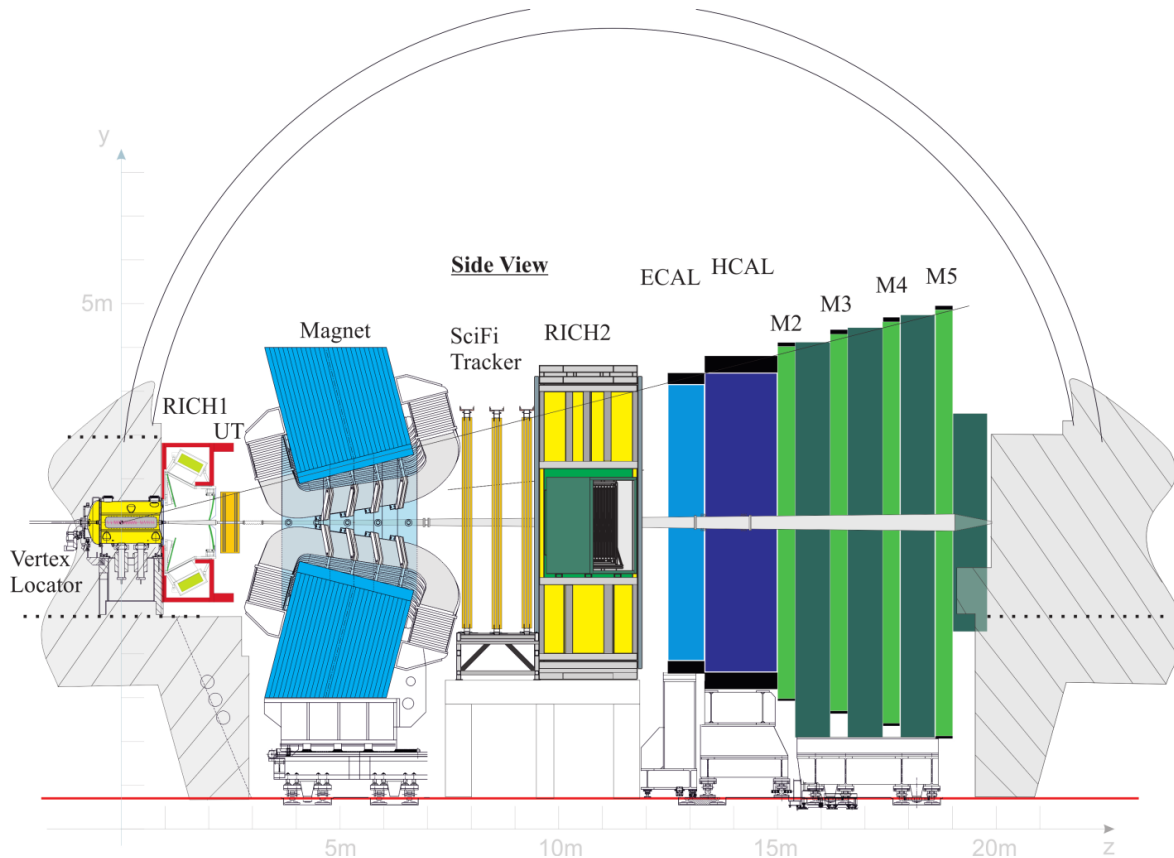 y
5m
Side View
ECAL
HCAL
M2
M3
M4
M5
Magnet
SciFi
Tracker
RICH2
RICH1
UT
Vertex
Locator
5m
10m
15m
20m
z